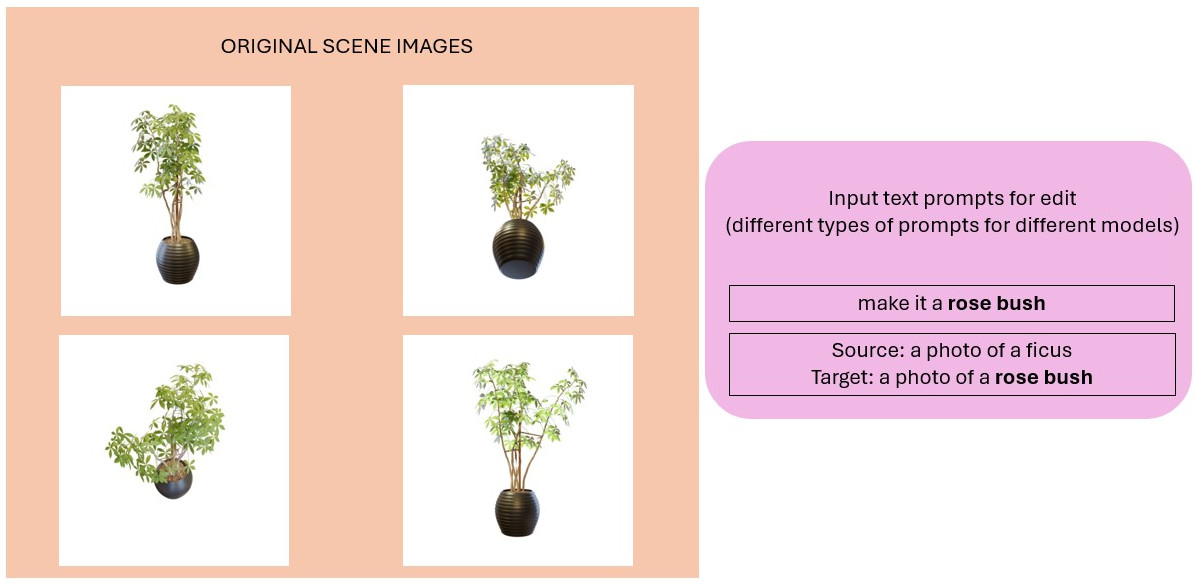 ORIGINAL SCENE IMAGES
Input text prompts for edit
(different types of prompts for different models)
make it a rose bush
Source: a photo of a ficus
Target: a photo of a rose bush